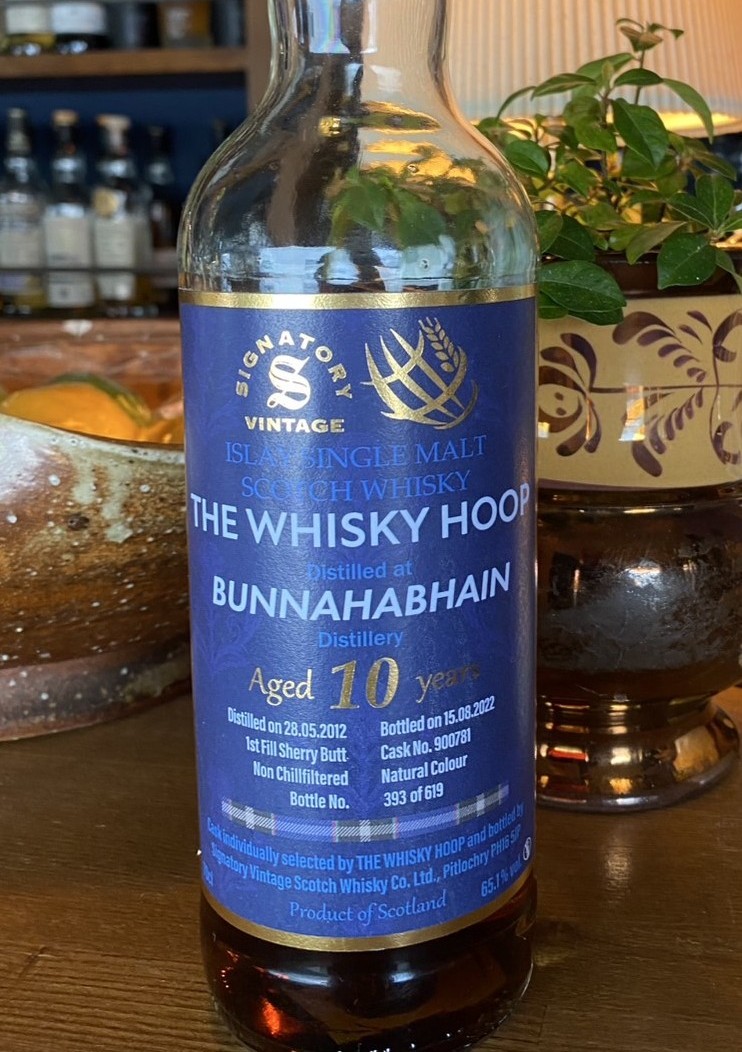 SIGNATORY
S
VINTAGE
ISLAY SINGLE MALT
SCOTCH WHISKY
THE WHISKY HOOP
Distilled at
BUNNAHABHAIN
Distillery
Aged 10 years
Distilled on 28.05.2012 Bottled on 15.08.2022
1st Fill Sherry Butt Cask No. 900781
Non Chillfiltered Natural Colour
Bottle No. 393 of 619
Cask individually selected by THE WHISKY HOOP and bottled by
Signatory Vintage Scotch Whisky Co. Ltd., Pitlochry PH16 5JP
70cl Product of Scotland 65.1% vol